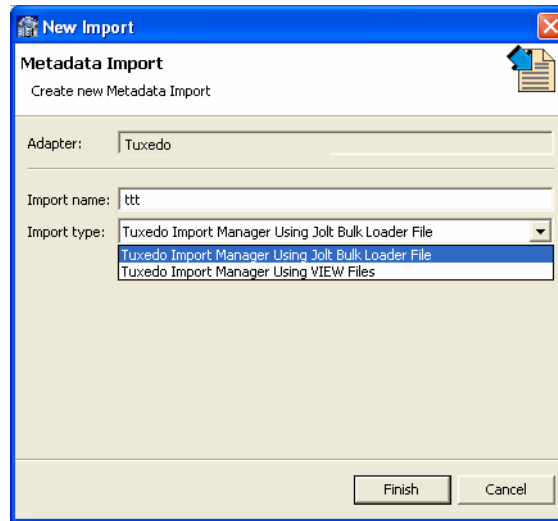 New Import
Metadata Import
Create new Metadata Import
Adapter: Tuxedo
Import name: ttt
Import type: Tuxedo Import Manager Using Jolt Bulk Loader File
Tuxedo Import Manager Using Jolt Bulk Loader File
Tuxedo Import Manager Using VIEW Files
Finish Cancel